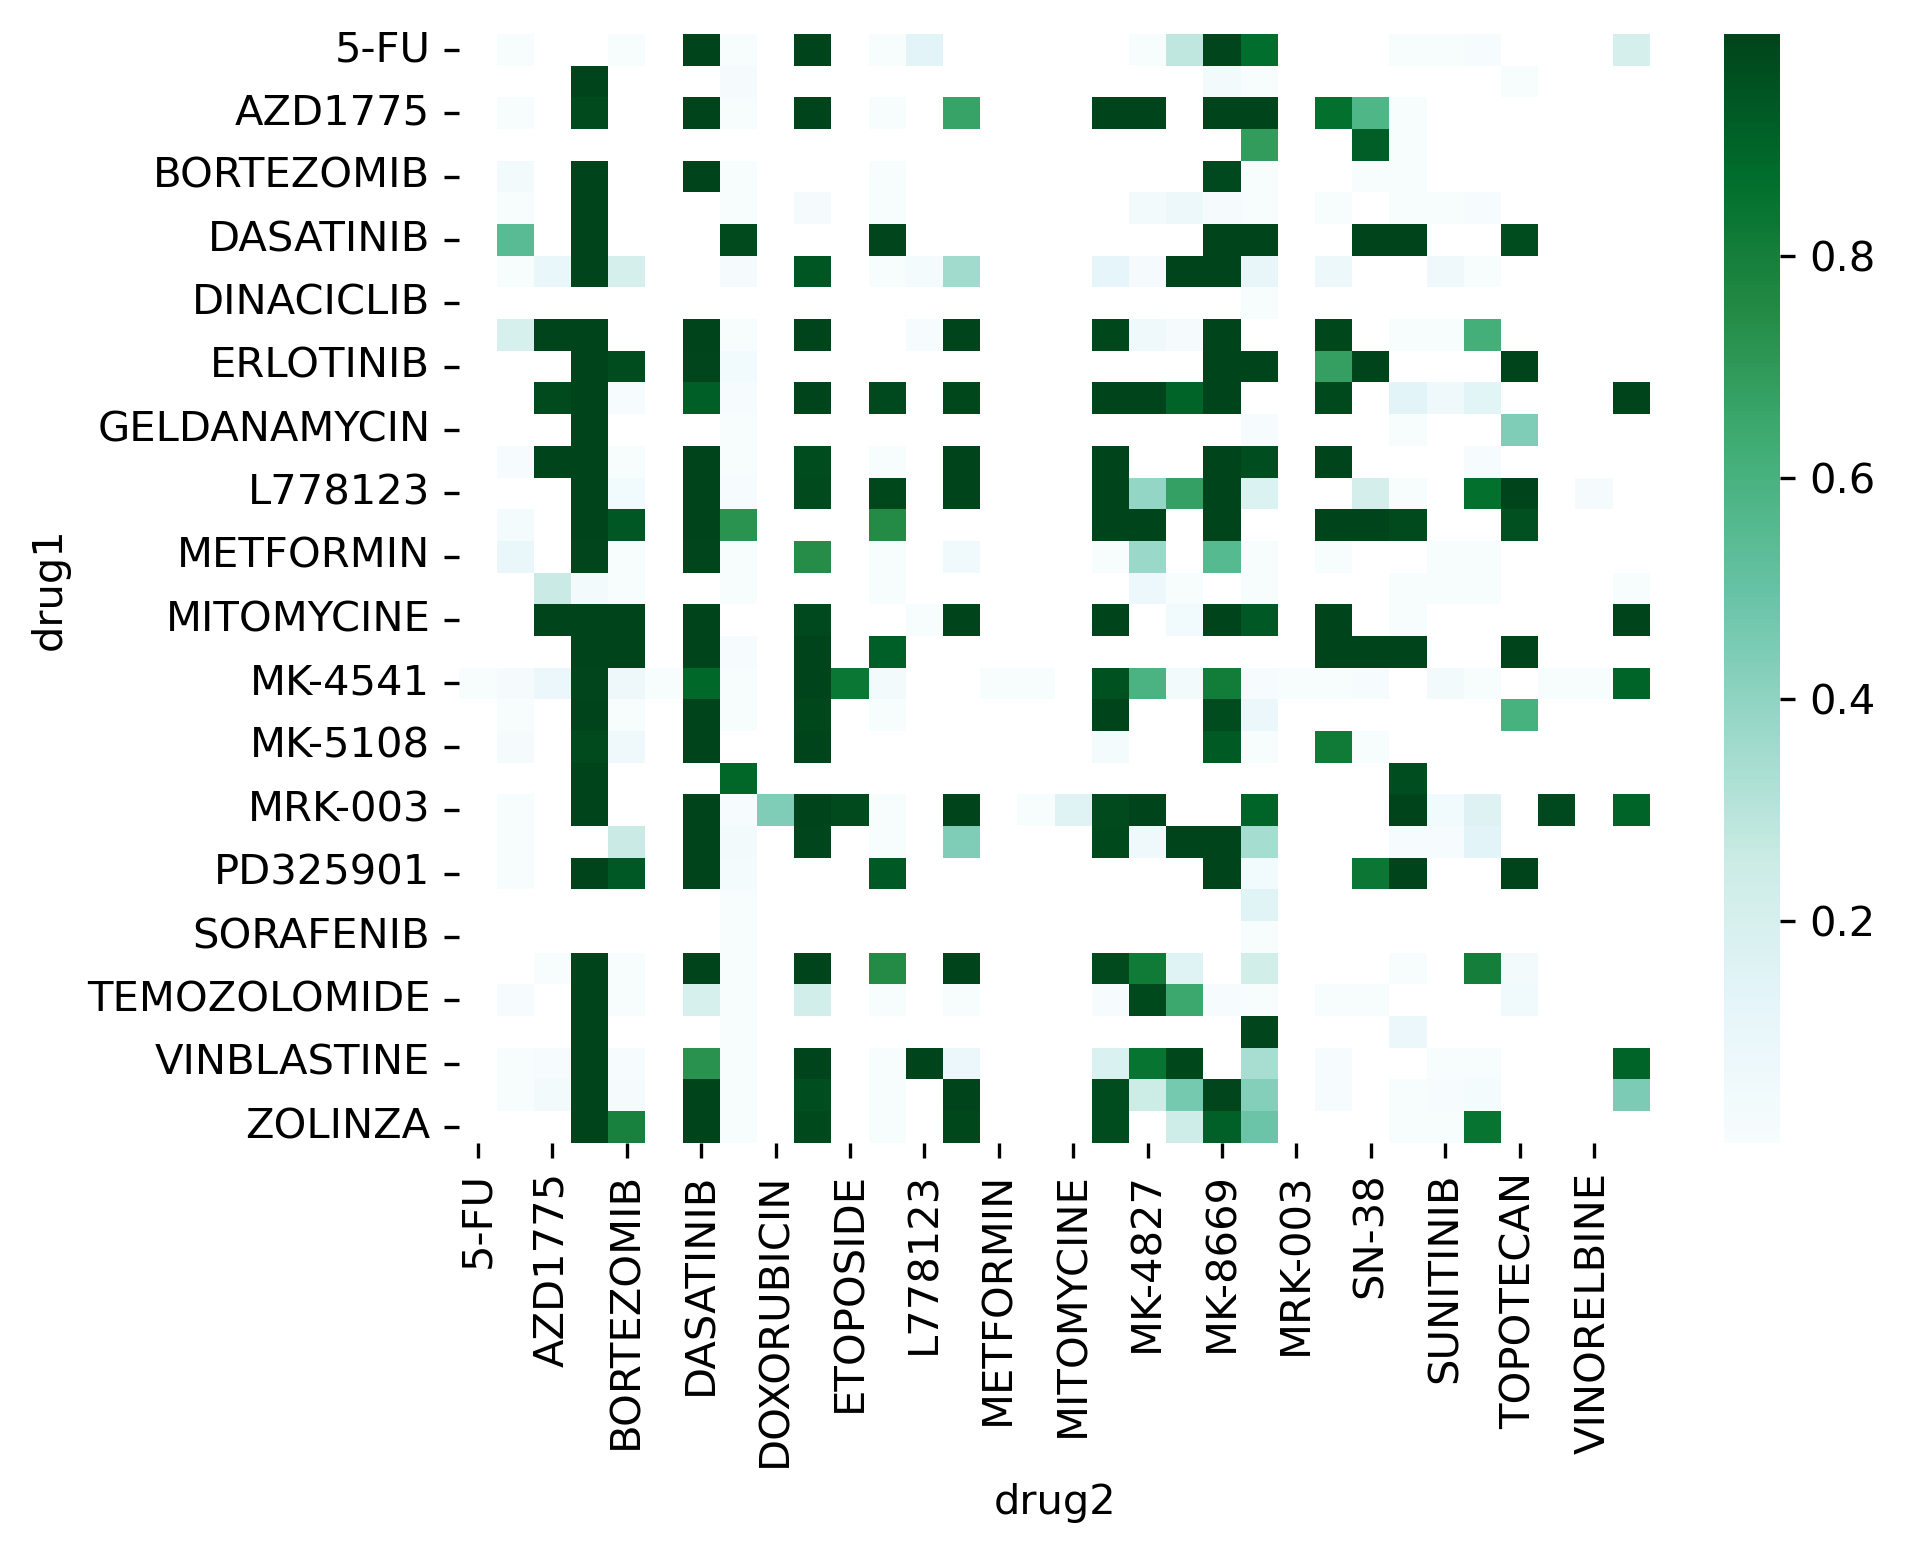 drug1
5-FU
AZD1775
BORTEZOMIB
DASATINIB
DINACICLIB
ERLOTINIB
GELDANAMYCIN
L778123
METFORMIN
MITOMYCINE
MK-4541
MK-5108
MRK-003
PD325901
SORAFENIB
TEMOZOLOMIDE
VINBLASTINE
ZOLINZA
5-FU
AZD1775
BORTEZOMIB
DASATINIB
DOXORUBICIN
ETOPOSIDE
L778123
METFORMIN
MITOMYCINE
MK-4827
MK-8669
MRK-003
SN-38
SUNITINIB
TOPOTECAN
VINORELBINE
drug2
0.8
0.6
0.4
0.2